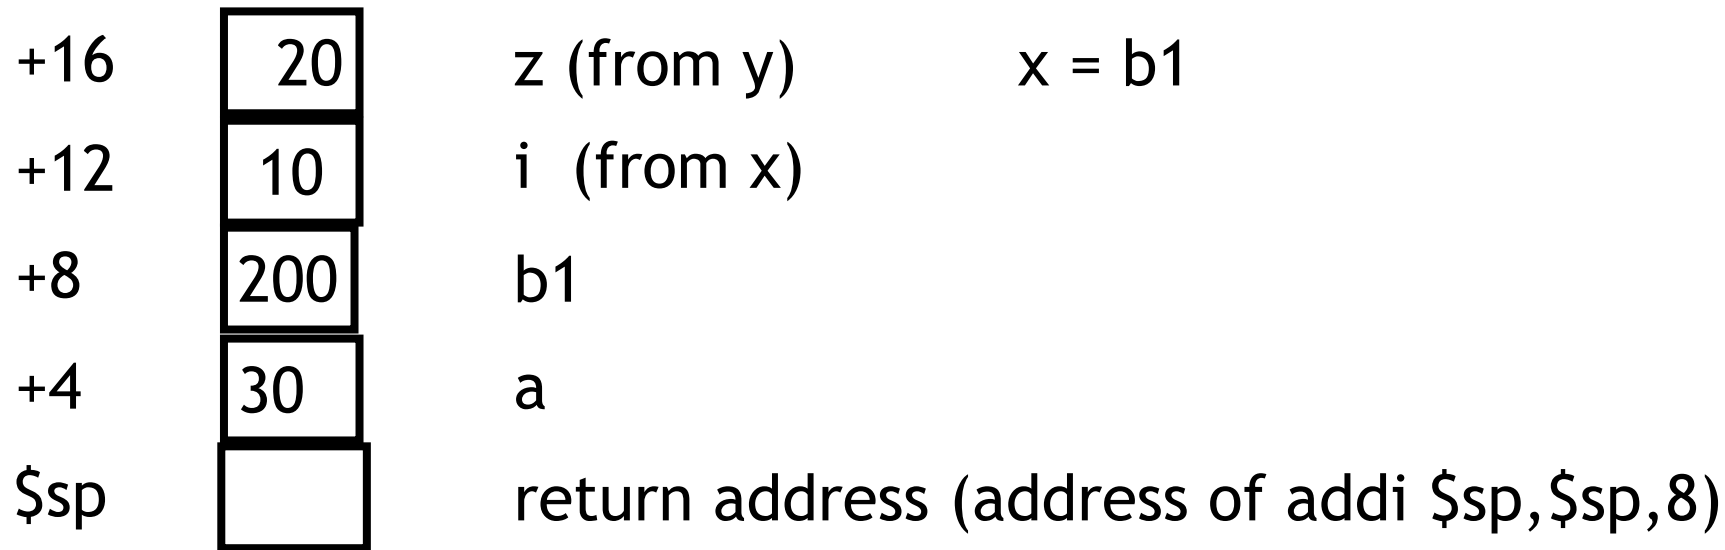 +16 20 z (from y) x = b1
+12 10 i (from x)
+8 200 b1
+4 30 a
$sp return address (address of addi $sp,$sp,8)